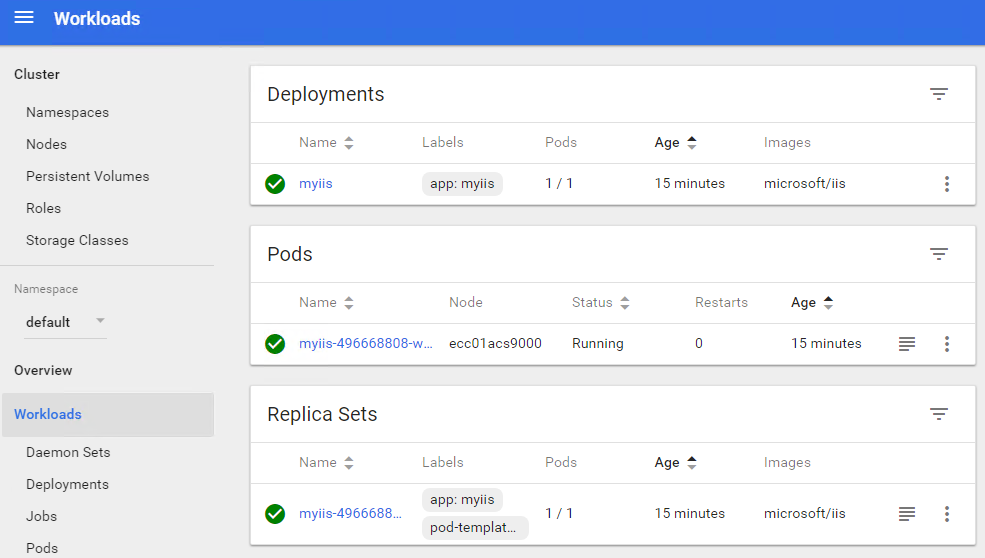 Workloads
Cluster
Namespaces
Nodes
Persistent Volumes
Roles
Storage Classes
Namespace
default
Overview
Workloads
Daemon Sets
Deployments
Jobs
Pods
Deployments
Name Labels Pods Age Images
myiis app: myiis 1 / 1 15 minutes microsoft/iis
Pods
Name Node Status Restarts Age
myiis-496668808-w... ecc01acs9000 Running 0 15 minutes
Replica Sets
Name Labels Pods Age Images
app: myiis
myiis-4966688... 1 / 1 15 minutes microsoft/iis
pod-templat...